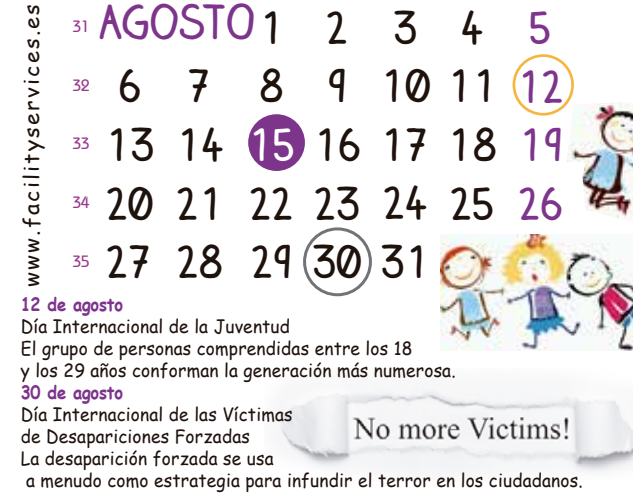 www.facilityservices.es
31 AGOSTO 1 2 3 4 5
32 6 7 8 9 10 11 12
33 13 14 15 16 17 18 19
34 20 21 22 23 24 25 26
35 27 28 29 30 31
12 de agosto
Día Internacional de la Juventud
El grupo de personas comprendidas entre los 18
y los 29 años conforman la generación más numerosa.
30 de agosto
Día Internacional de las Víctimas
de Desapariciones Forzadas
No more Victims!
La desaparición forzada se usa
a menudo como estrategia para infundir el terror en los ciudadanos.